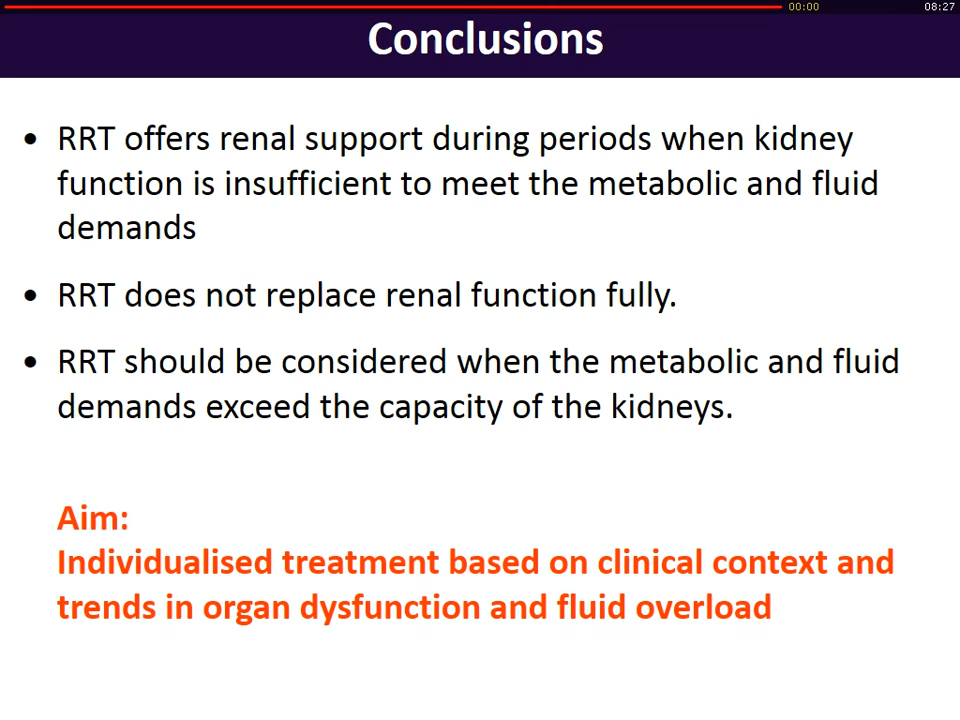 00:00 08:27
Conclusions
• RRT offers renal support during periods when kidney
function is insufficient to meet the metabolic and fluid
demands
• RRT does not replace renal function fully.
• RRT should be considered when the metabolic and fluid
demands exceed the capacity of the kidneys.
Aim:
Individualised treatment based on clinical context and
trends in organ dysfunction and fluid overload